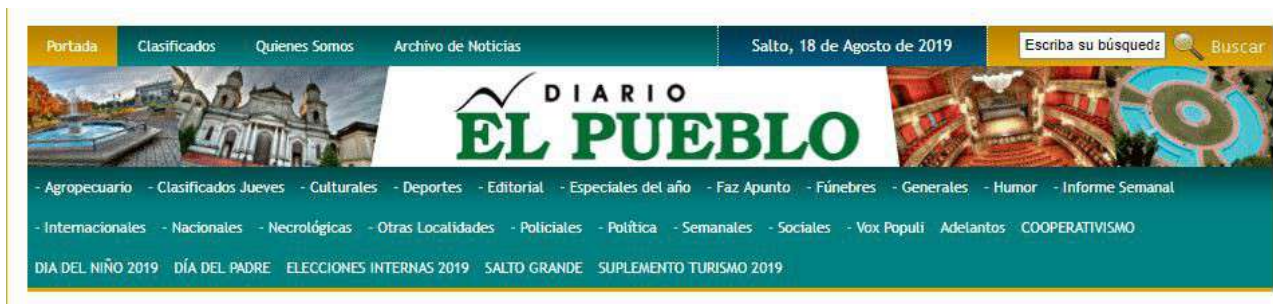 Portada Clasificados Quienes Somos Archivo de Noticias Salto, 18 de Agosto de 2019 Escriba su búsqueda Buscar
DIARIO
EL PUEBLO
- Agropecuario - Clasificados Jueves - Culturales - Deportes - Editorial - Especiales del año - Faz Apunto - Fúnebres - Generales - Humor - Informe Semanal
- Internacionales - Nacionales - Necrológicas - Otras Localidades - Policiales - Política - Semanales - Sociales - Vox Populi Adelantos COOPERATIVISMO
DIA DEL NIÑO 2019 DÍA DEL PADRE ELECCIONES INTERNAS 2019 SALTO GRANDE SUPLEMENTO TURISMO 2019